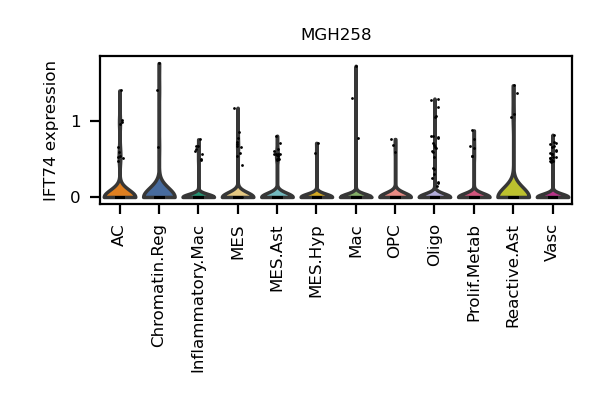 MGH258
IFT74 expression
1
0
AC
Chromatin.Reg
Inflammatory.Mac
MES
MES.Ast
MES.Hyp
Mac
OPC
Oligo
Prolif.Metab
Reactive.Ast
Vasc